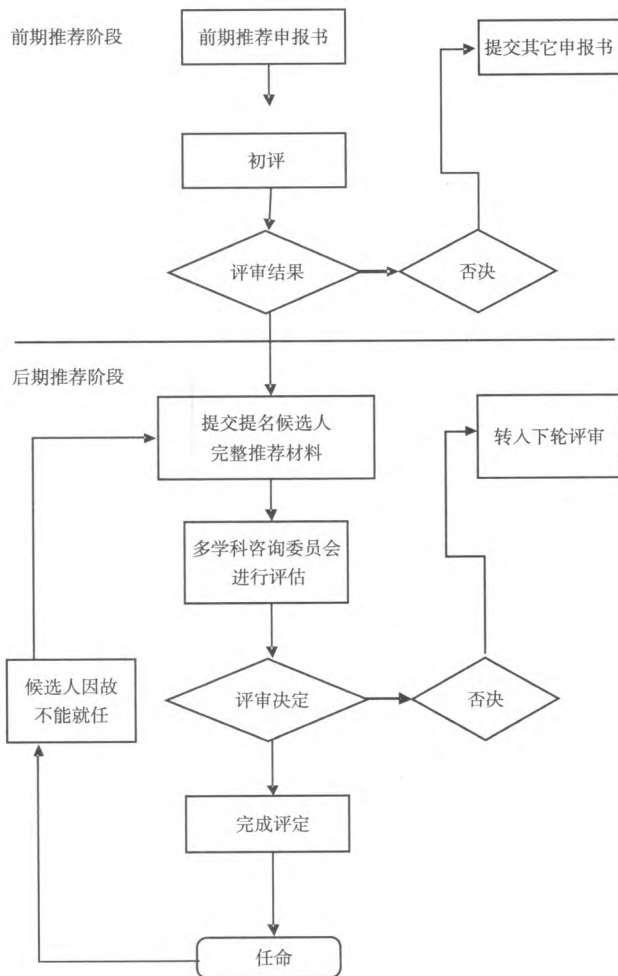 前期推荐阶段
前期推荐申报书
提交其它申报书
初评
评审结果
否决
后期推荐阶段
提交提名候选人
完整推荐材料
转入下轮评审
多学科咨询委员会
进行评估
候选人因故
不能就任
评审决定
否决
完成评定
任命